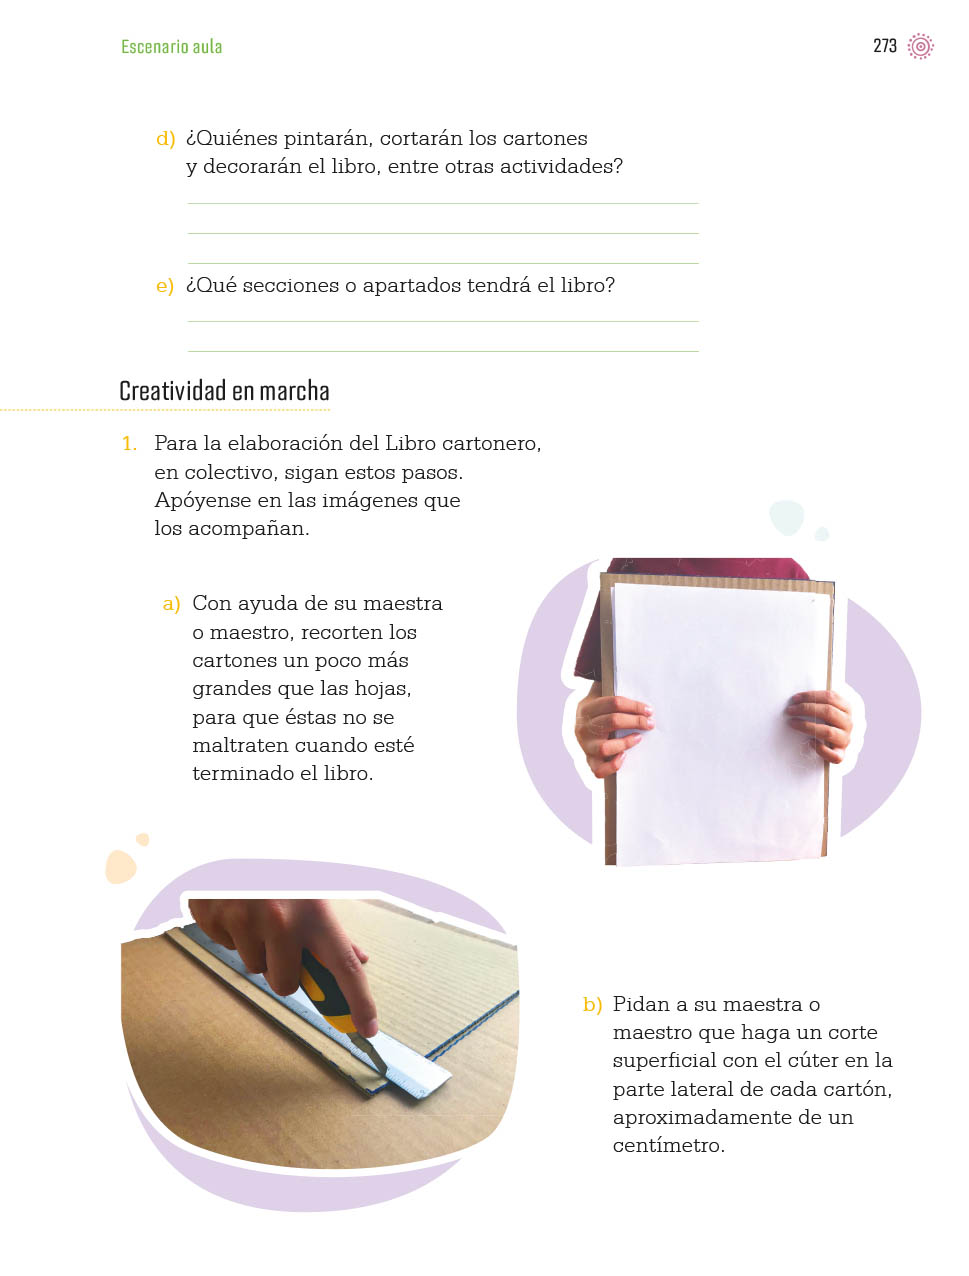 Escenario aula
273
d) ¿Quiénes pintarán, cortarán los cartones
y decorarán el libro, entre otras actividades?
e) ¿Qué secciones o apartados tendrá el libro?
Creatividad en marcha
1. Para la elaboración del Libro cartonero,
en colectivo, sigan estos pasos.
Apóyense en las imágenes que
los acompañan.
a) Con ayuda de su maestra
o maestro, recorten los
cartones un poco más
grandes que las hojas,
para que éstas no se
maltraten cuando esté
terminado el libro.
b) Pidan a su maestra o
maestro que haga un corte
superficial con el cúter en la
parte lateral de cada cartón,
aproximadamente de un
centímetro.